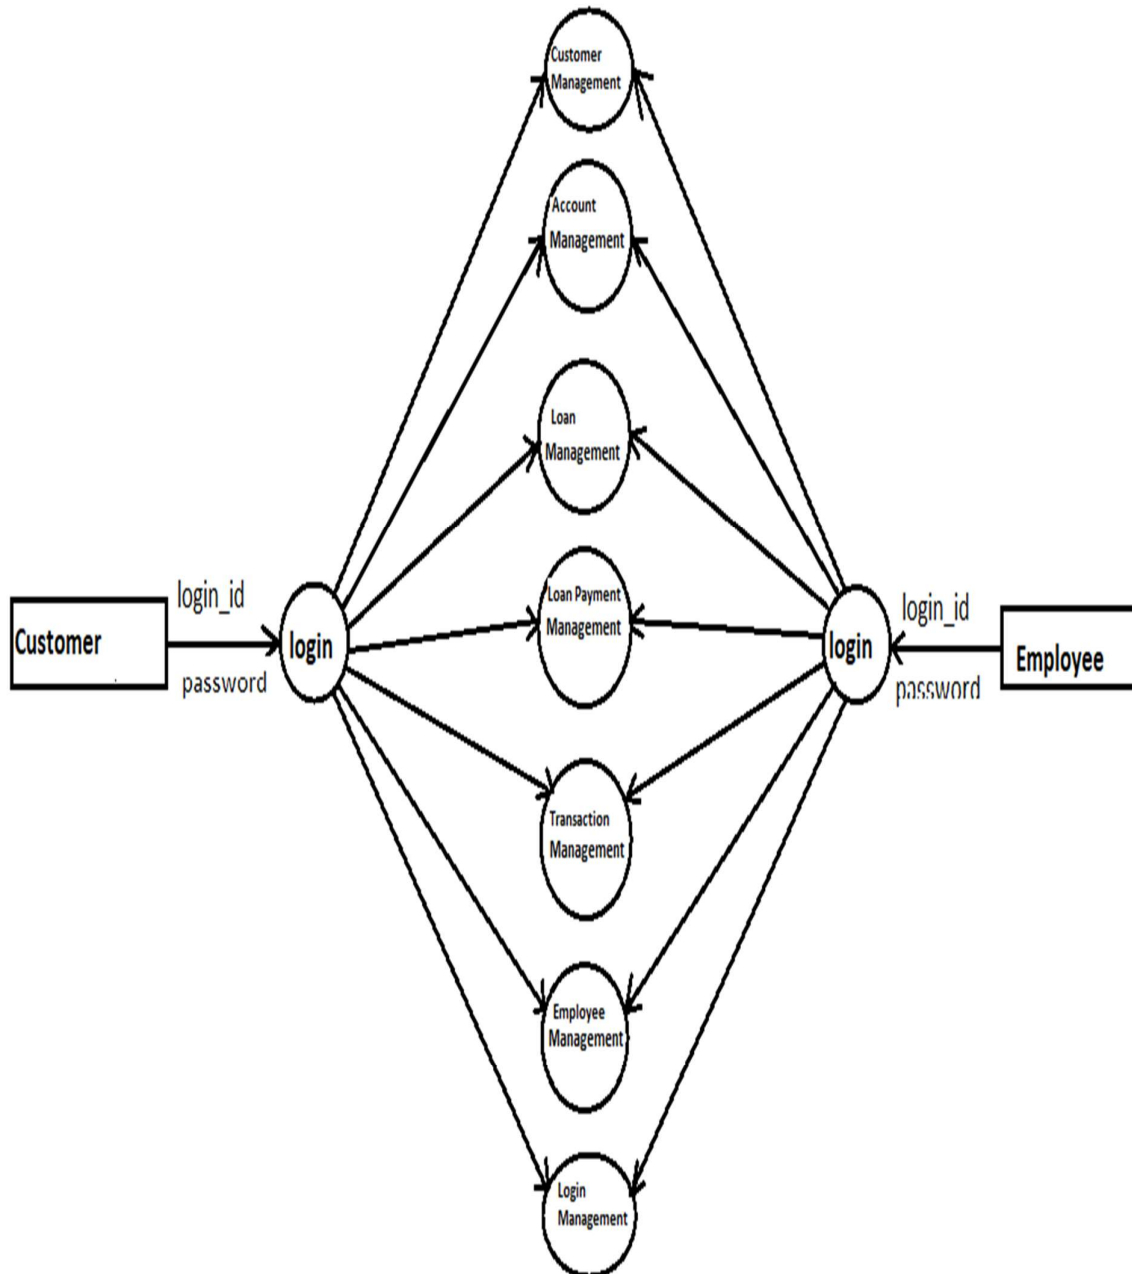 Customer
Management
Account
Management
Loan
Management
Loan Payment
Management
login_id
Customer
password
login
login
login_id
password
Employee
Transaction
Management
Employee
Management
Login
Management